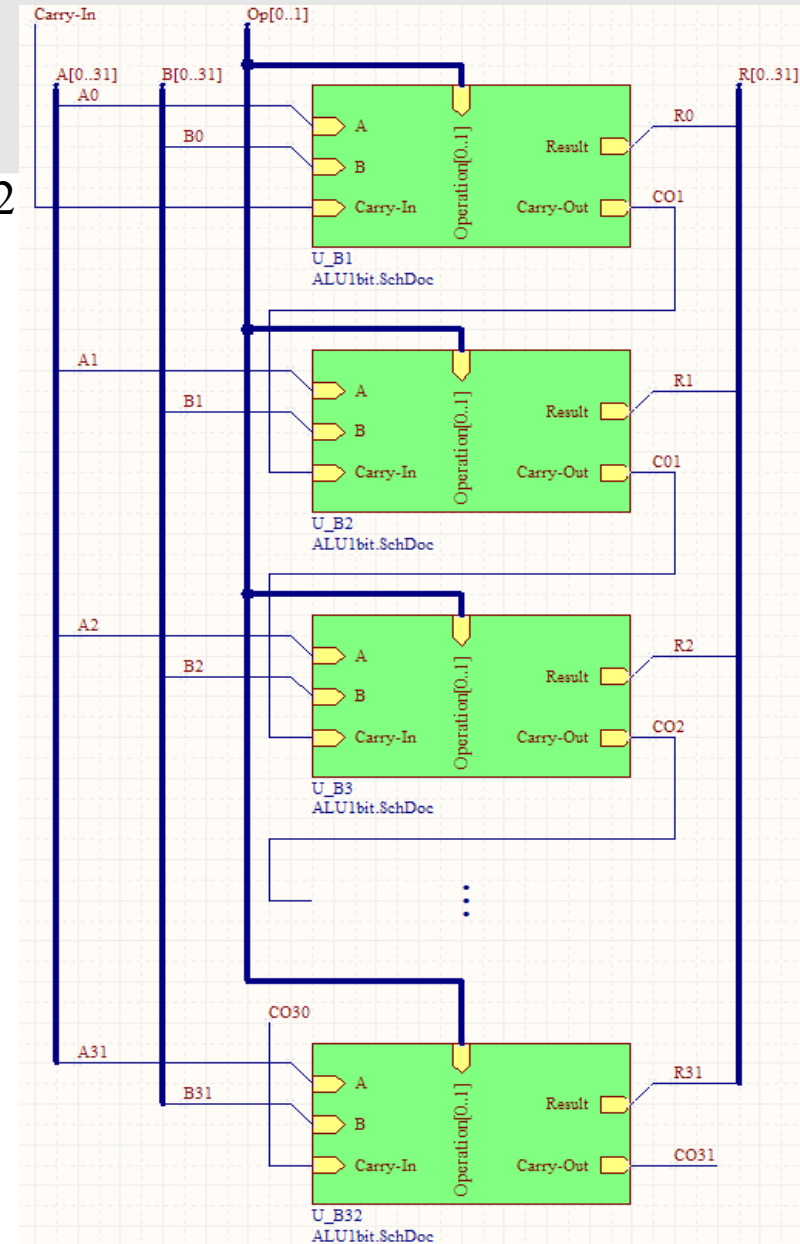 Carry-In
Op[0..1]
A[0..31]
B[0..31]
R[0..31]
2
A0
B0
A
B
Carry-In
Operation[0..1]
Result
Carry-Out
R0
CO1
U_B1
ALU1bit.SchDoc
A1
B1
A
B
Carry-In
Operation[0..1]
Result
Carry-Out
R1
C01
U_B2
ALU1bit.SchDoc
A2
B2
A
B
Carry-In
Operation[0..1]
Result
Carry-Out
R2
CO2
U_B3
ALU1bit.SchDoc
CO30
A31
B31
A
B
Carry-In
Operation[0..1]
Result
Carry-Out
R31
CO31
U_B32
ALU1bit.SchDoc